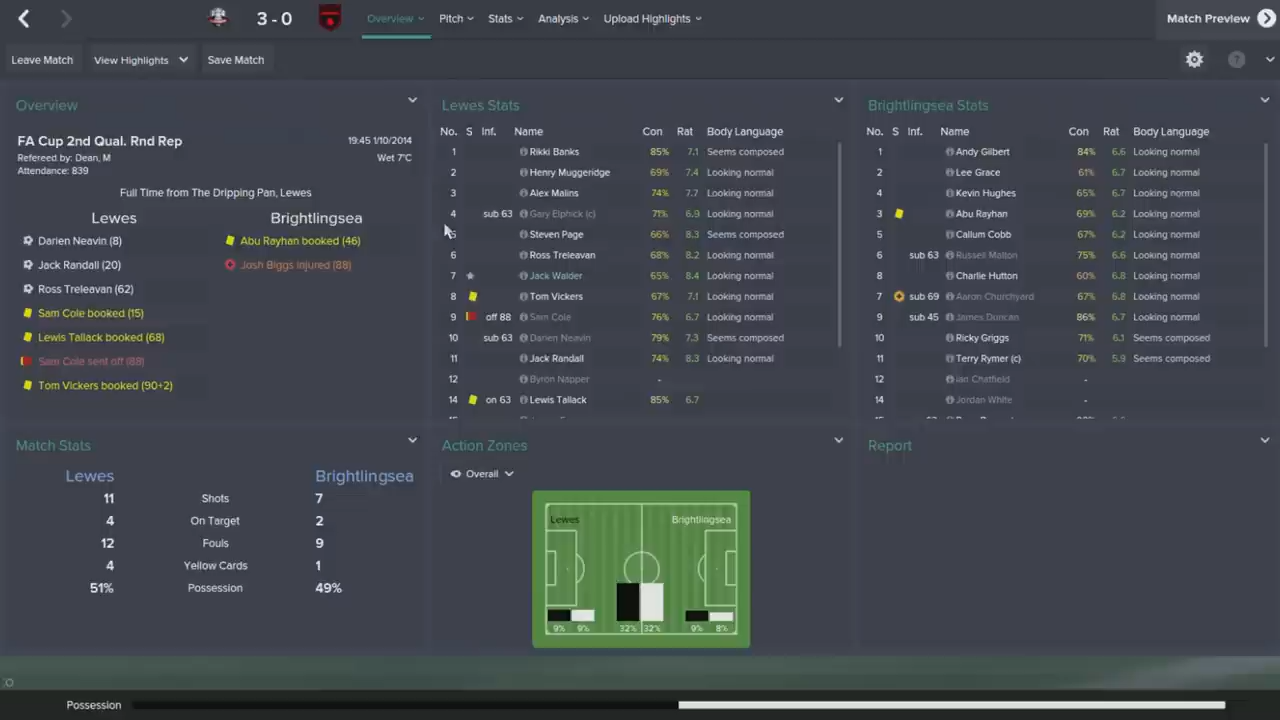 3 - 0
Overview
Pitch
Stats
Analysis
Upload Highlights
Match Preview
Leave Match
View Highlights
Save Match
?
Overview
FA Cup 2nd Qual. Rnd Rep
19:45 1/10/2014
Refereed by: Dean, M
Wet 7°C
Attendance: 839
Full Time from The Dripping Pan, Lewes
Lewes
Brightlingsea
Darien Neavin (8)
Abu Rayhan booked (46)
Jack Randall (20)
Josh Biggs injured (88)
Ross Treleavan (62)
Sam Cole booked (15)
Lewis Tallack booked (68)
Sam Cole sent off (88)
Tom Vickers booked (90+2)
Lewes Stats
No. S Inf. Name Con Rat Body Language
1 Rikki Banks 85% 7.1 Seems composed
2 Henry Muggeridge 69% 7.4 Looking normal
3 Alex Malins 74% 7.7 Looking normal
4 sub 63 Gary Elphick (c) 71% 6.9 Looking normal
5 Steven Page 66% 8.3 Seems composed
6 Ross Treleavan 68% 8.2 Looking normal
7 Jack Walder 65% 8.4 Looking normal
8 Tom Vickers 67% 7.1 Looking normal
9 off 88 Sam Cole 76% 6.7 Looking normal
10 sub 63 Darien Neavin 79% 7.3 Seems composed
11 Jack Randall 74% 8.3 Looking normal
12 Byron Napper -
14 on 63 Lewis Tallack 85% 6.7
Brightlingsea Stats
No. S Inf. Name Con Rat Body Language
1 Andy Gilbert 84% 6.6 Looking normal
2 Lee Grace 61% 6.7 Looking normal
4 Kevin Hughes 65% 6.7 Looking normal
3 Abu Rayhan 69% 6.2 Looking normal
5 Callum Cobb 67% 6.2 Looking normal
6 sub 63 Russell Malton 75% 6.6 Looking normal
8 Charlie Hutton 60% 6.8 Looking normal
7 sub 69 Aaron Churchyard 67% 6.8 Looking normal
9 sub 45 James Duncan 86% 6.7 Looking normal
10 Ricky Griggs 71% 6.1 Seems composed
11 Terry Rymer (c) 70% 5.9 Seems composed
12 Ian Chatfield -
14 Jordan White -
Match Stats
Lewes
Brightlingsea
11 Shots 7
4 On Target 2
12 Fouls 9
4 Yellow Cards 1
51% Possession 49%
Action Zones
Overall
Lewes
Brightlingsea
9% 9% 32% 32% 9% 8%
Report
Possession